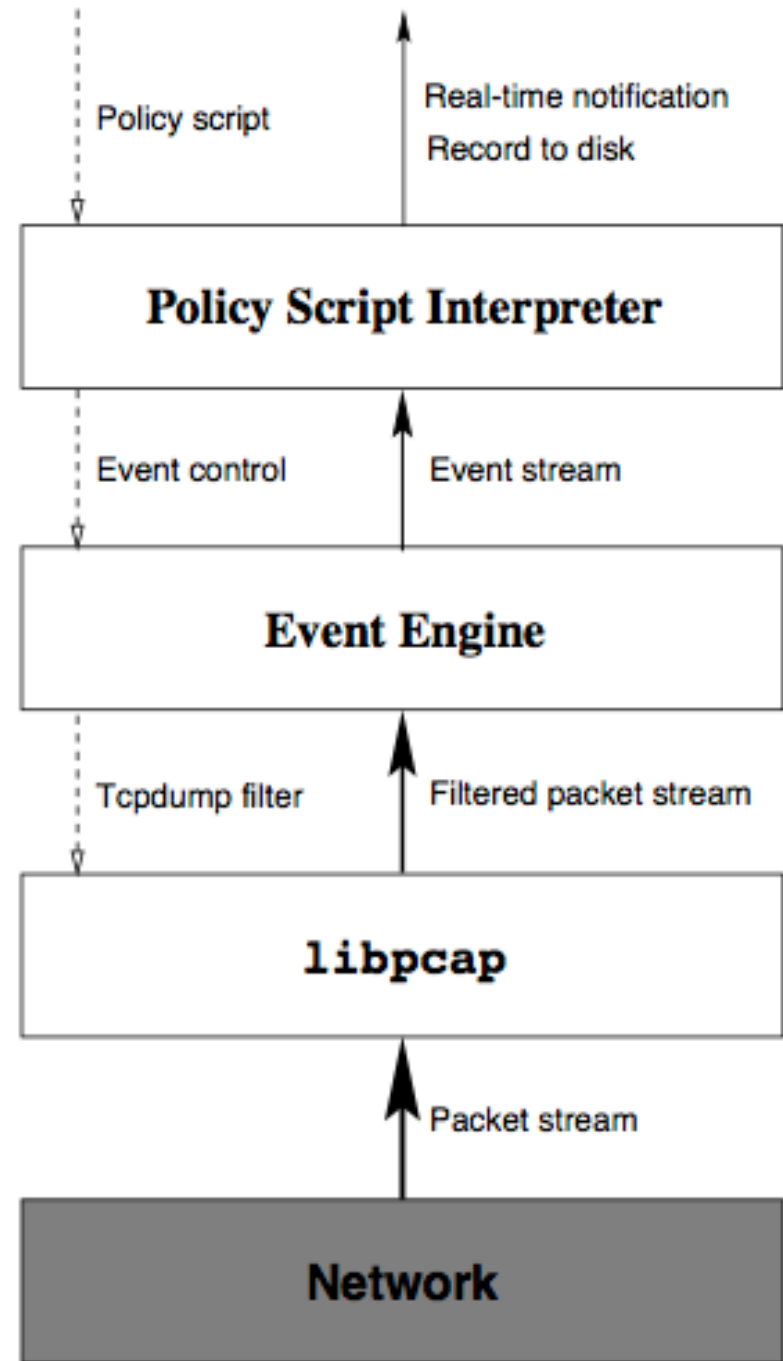 Policy script
Real-time notification
Record to disk
Policy Script Interpreter
Event control
Event stream
Event Engine
Tcpdump filter
Filtered packet stream
libpcap
Packet stream
Network